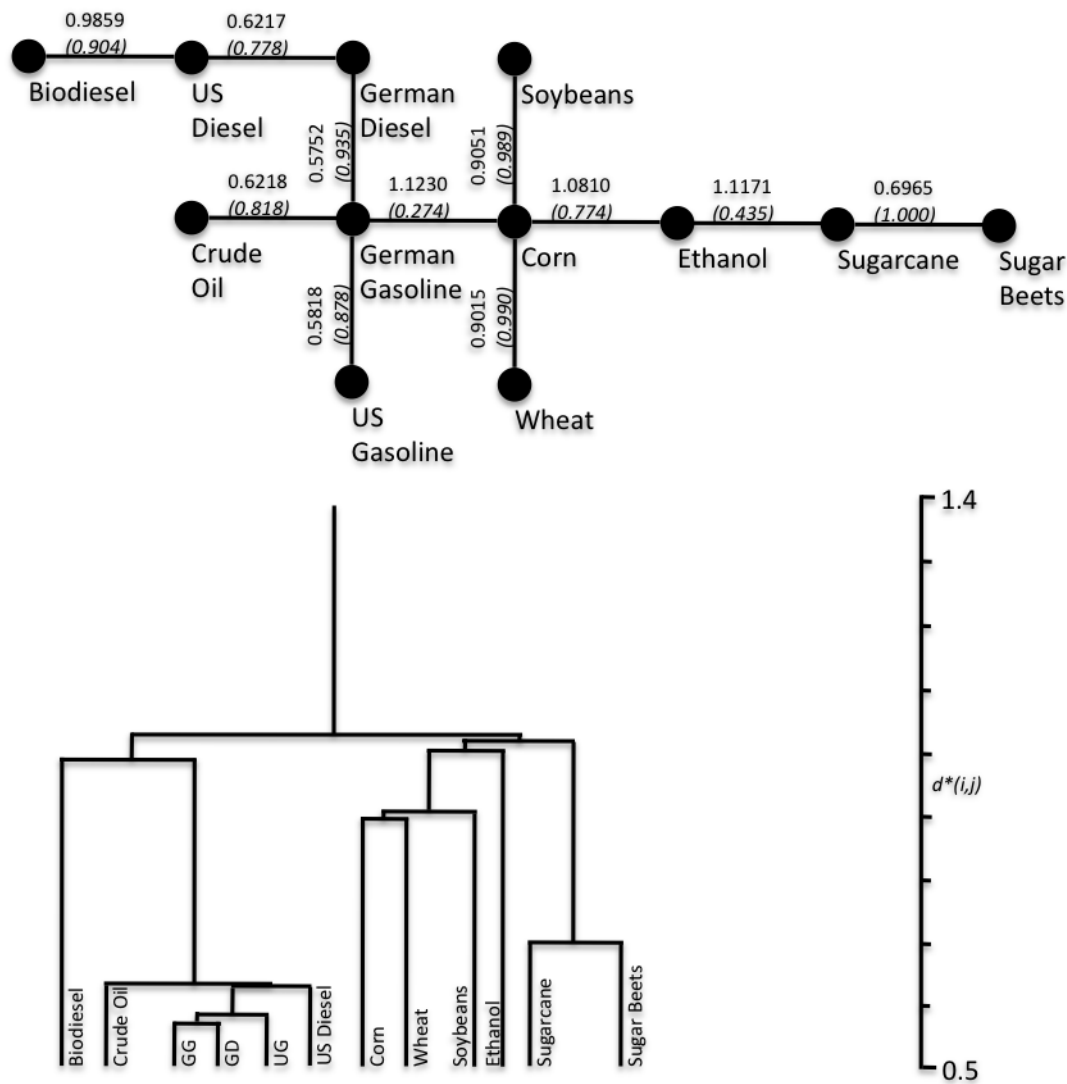 0.9859
(0.904)
0.6217
(0.778)
Biodiesel
US
Diesel
German
Diesel
Soybeans
0.5752
(0.935)
0.9051
(0.989)
0.6218
(0.818)
1.1230
(0.274)
1.0810
(0.774)
1.1171
(0.435)
0.6965
(1.000)
Crude
Oil
German
Gasoline
Corn
Ethanol
Sugarcane
Sugar
Beets
0.5818
(0.878)
0.9015
(0.990)
US
Gasoline
Wheat
1.4
d*(i,j)
Biodiesel
Crude Oil
GG
GD
UG
US Diesel
Corn
Wheat
Soybeans
Ethanol
Sugarcane
Sugar Beets
0.5